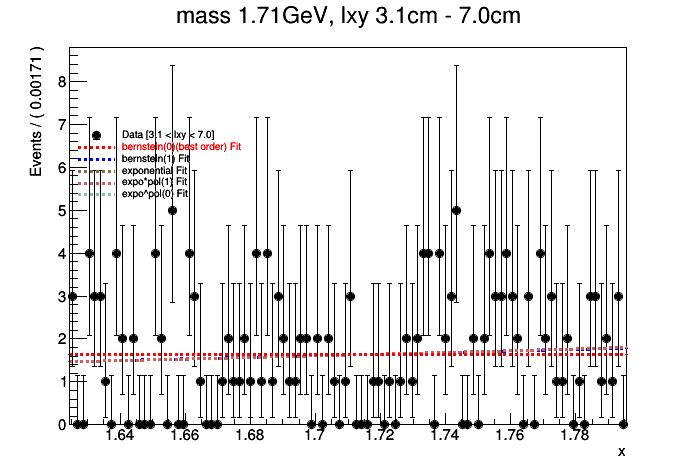 mass 1.71GeV, lxy 3.1cm - 7.0cm
Events / ( 0.00171 )
8
7
6
5
4
3
2
1
0
Data [3.1 < lxy < 7.0]
bernstein(0)(best order) Fit
bernstein(1) Fit
exponential Fit
expo*pol(1) Fit
expo^pol(0) Fit
1.64 1.66 1.68 1.7 1.72 1.74 1.76 1.78
x